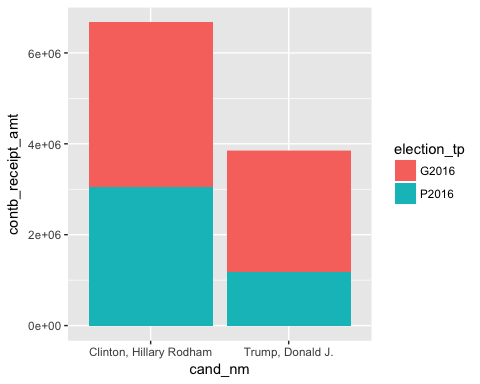 contb_receipt_amt
6e+06
4e+06
2e+06
0e+00
Clinton, Hillary Rodham
Trump, Donald J.
cand_nm
election_tp
G2016
P2016